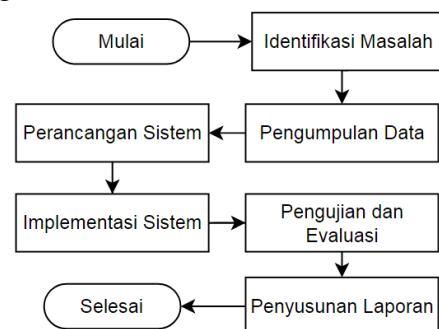 Mulai
Identifikasi Masalah
Pengumpulan Data
Perancangan Sistem
Implementasi Sistem
Pengujian dan
Evaluasi
Penyusunan Laporan
Selesai